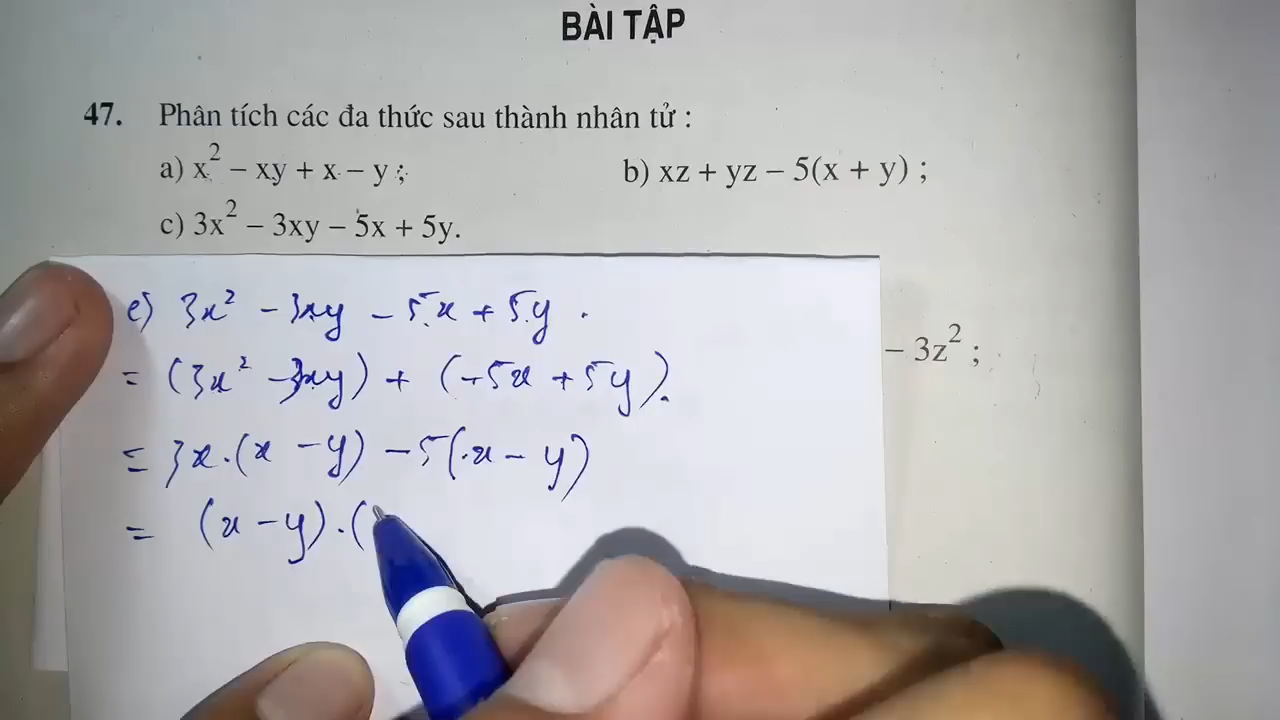 BÀI TẬP
47. Phân tích các đa thức sau thành nhân tử :
a) x² – xy + x – y ;
b) xz + yz – 5(x + y) ;
c) 3x² – 3xy – 5x + 5y.
– 3z² ;
c) 3x² - 3xy - 5x + 5y .
= (3x² - 3xy) + (-5x + 5y).
= 3x.(x - y) - 5(x - y)
= (x - y).(